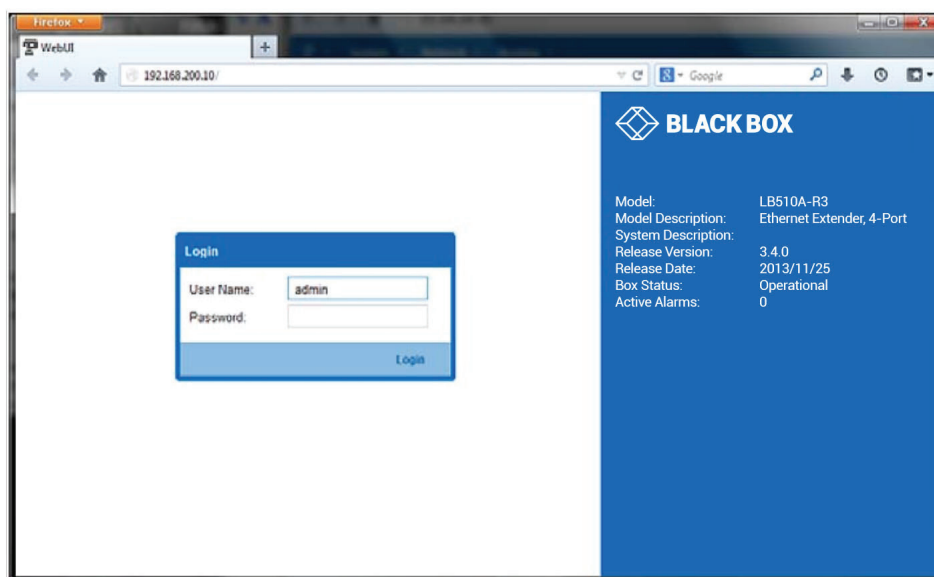 Firefox
WebUI
192.168.200.10/
Google
BLACK BOX
Model: LB510A-R3
Model Description: Ethernet Extender, 4-Port
System Description:
Release Version: 3.4.0
Release Date: 2013/11/25
Box Status: Operational
Active Alarms: 0
Login
User Name: admin
Password:
Login